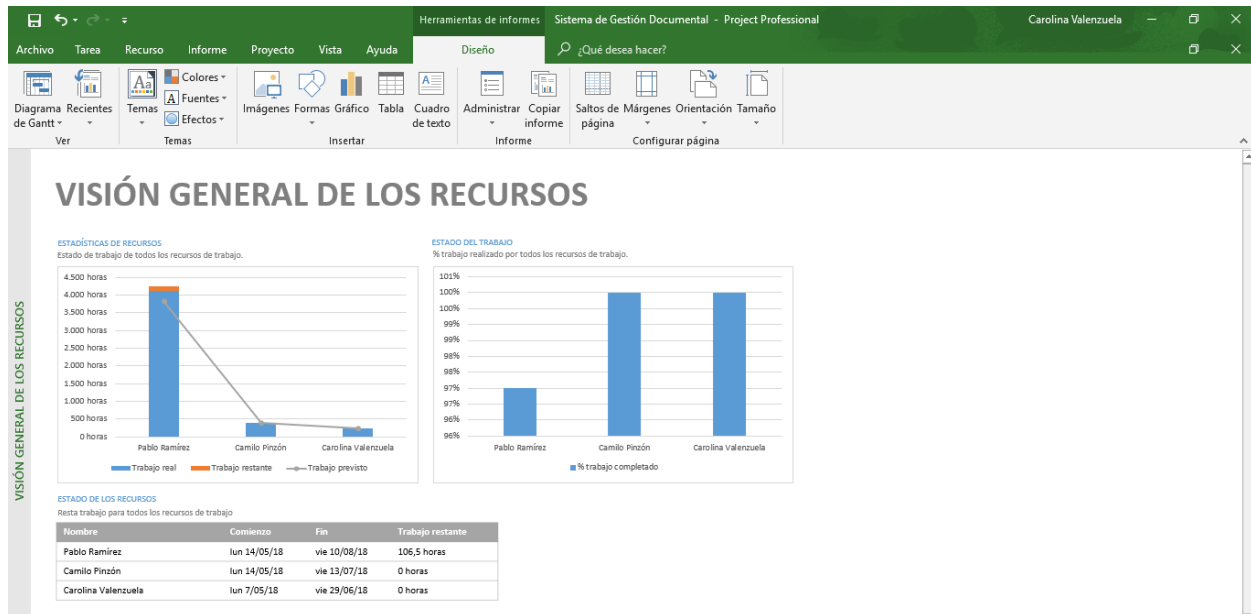 Herramientas de informes Sistema de Gestión Documental - Project Professional Carolina Valenzuela
Archivo Tarea Recurso Informe Proyecto Vista Ayuda Diseño ¿Qué desea hacer?
Diagrama de Gantt
Recientes
Ver
Temas
Colores
Fuentes
Efectos
Temas
Imágenes Formas Gráfico Tabla Cuadro de texto
Insertar
Administrar Copiar informe
Informe
Saltos de página Márgenes Orientación Tamaño
Configurar página
VISIÓN GENERAL DE LOS RECURSOS
VISIÓN GENERAL DE LOS RECURSOS
ESTADÍSTICAS DE RECURSOS
Estado de trabajo de todos los recursos de trabajo.
4.500 horas
4.000 horas
3.500 horas
3.000 horas
2.500 horas
2.000 horas
1.500 horas
1.000 horas
500 horas
0 horas
Pablo Ramírez Camilo Pinzón Carolina Valenzuela
Trabajo real Trabajo restante Trabajo previsto
ESTADO DEL TRABAJO
% trabajo realizado por todos los recursos de trabajo.
101%
100%
100%
99%
99%
98%
98%
97%
97%
96%
96%
Pablo Ramírez Camilo Pinzón Carolina Valenzuela
% trabajo completado
ESTADO DE LOS RECURSOS
Resta trabajo para todos los recursos de trabajo
Nombre Comienzo Fin Trabajo restante
Pablo Ramírez lun 14/05/18 vie 10/08/18 106,5 horas
Camilo Pinzón lun 14/05/18 vie 13/07/18 0 horas
Carolina Valenzuela lun 7/05/18 vie 29/06/18 0 horas